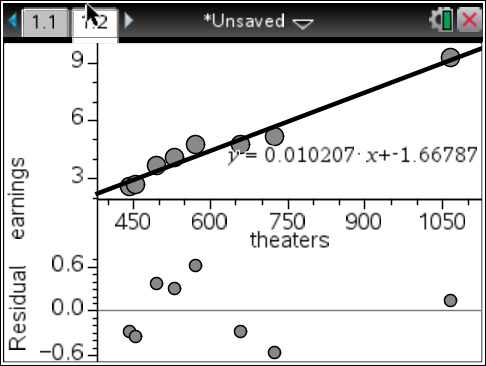 1.1
1.2
*Unsaved
9
6
3
earnings
y = 0.010207· x+-1.66787
450 600 750 900 1050
theaters
Residual
0.6
0.0
-0.6